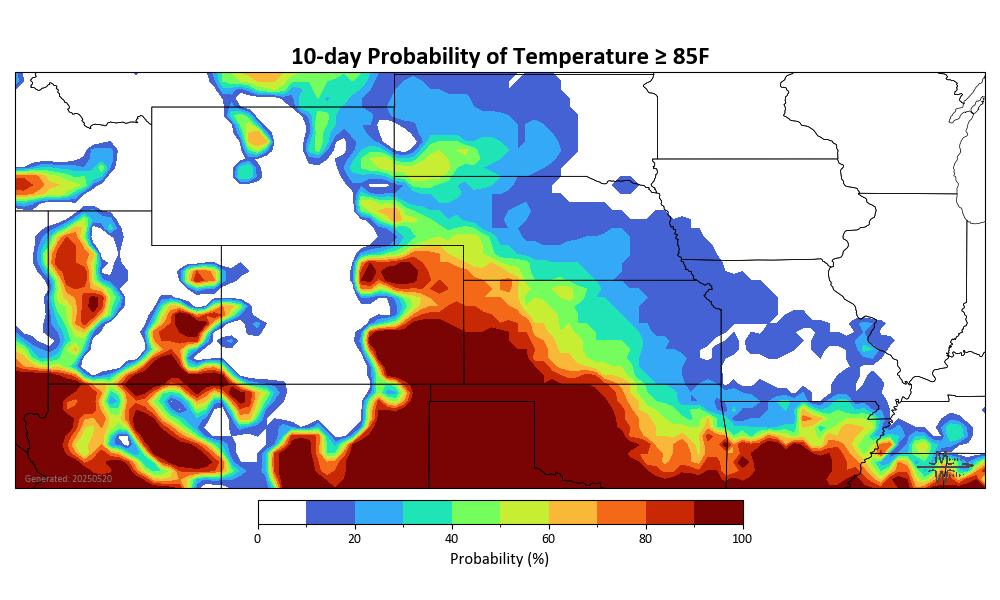 10-day Probability of Temperature ≥ 85F
Generated: 20250520
0 20 40 60 80 100
Probability (%)